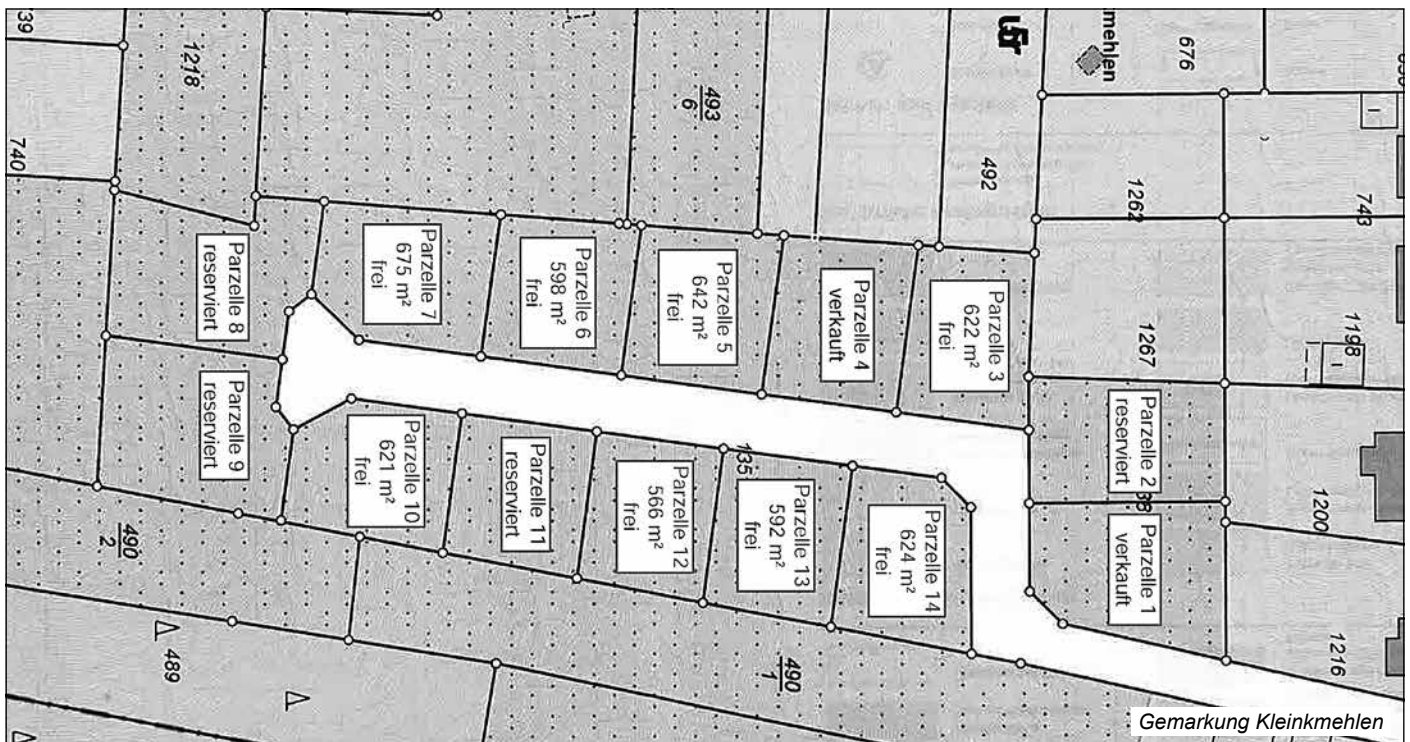 739
1218
740
493
6
492
mehlen
676
1262
743
1267
1198
1200
1216
Parzelle 8
reserviert
Parzelle 7
675 m²
frei
Parzelle 6
598 m²
frei
Parzelle 5
642 m²
frei
Parzelle 4
verkauft
Parzelle 3
622 m²
frei
Parzelle 2
reserviert
Parzelle 1
verkauft
Parzelle 9
reserviert
Parzelle 10
621 m²
frei
Parzelle 11
reserviert
Parzelle 12
566 m²
frei
Parzelle 13
592 m²
frei
Parzelle 14
624 m²
frei
490
2
489
490
1
Gemarkung Kleinkmehlen